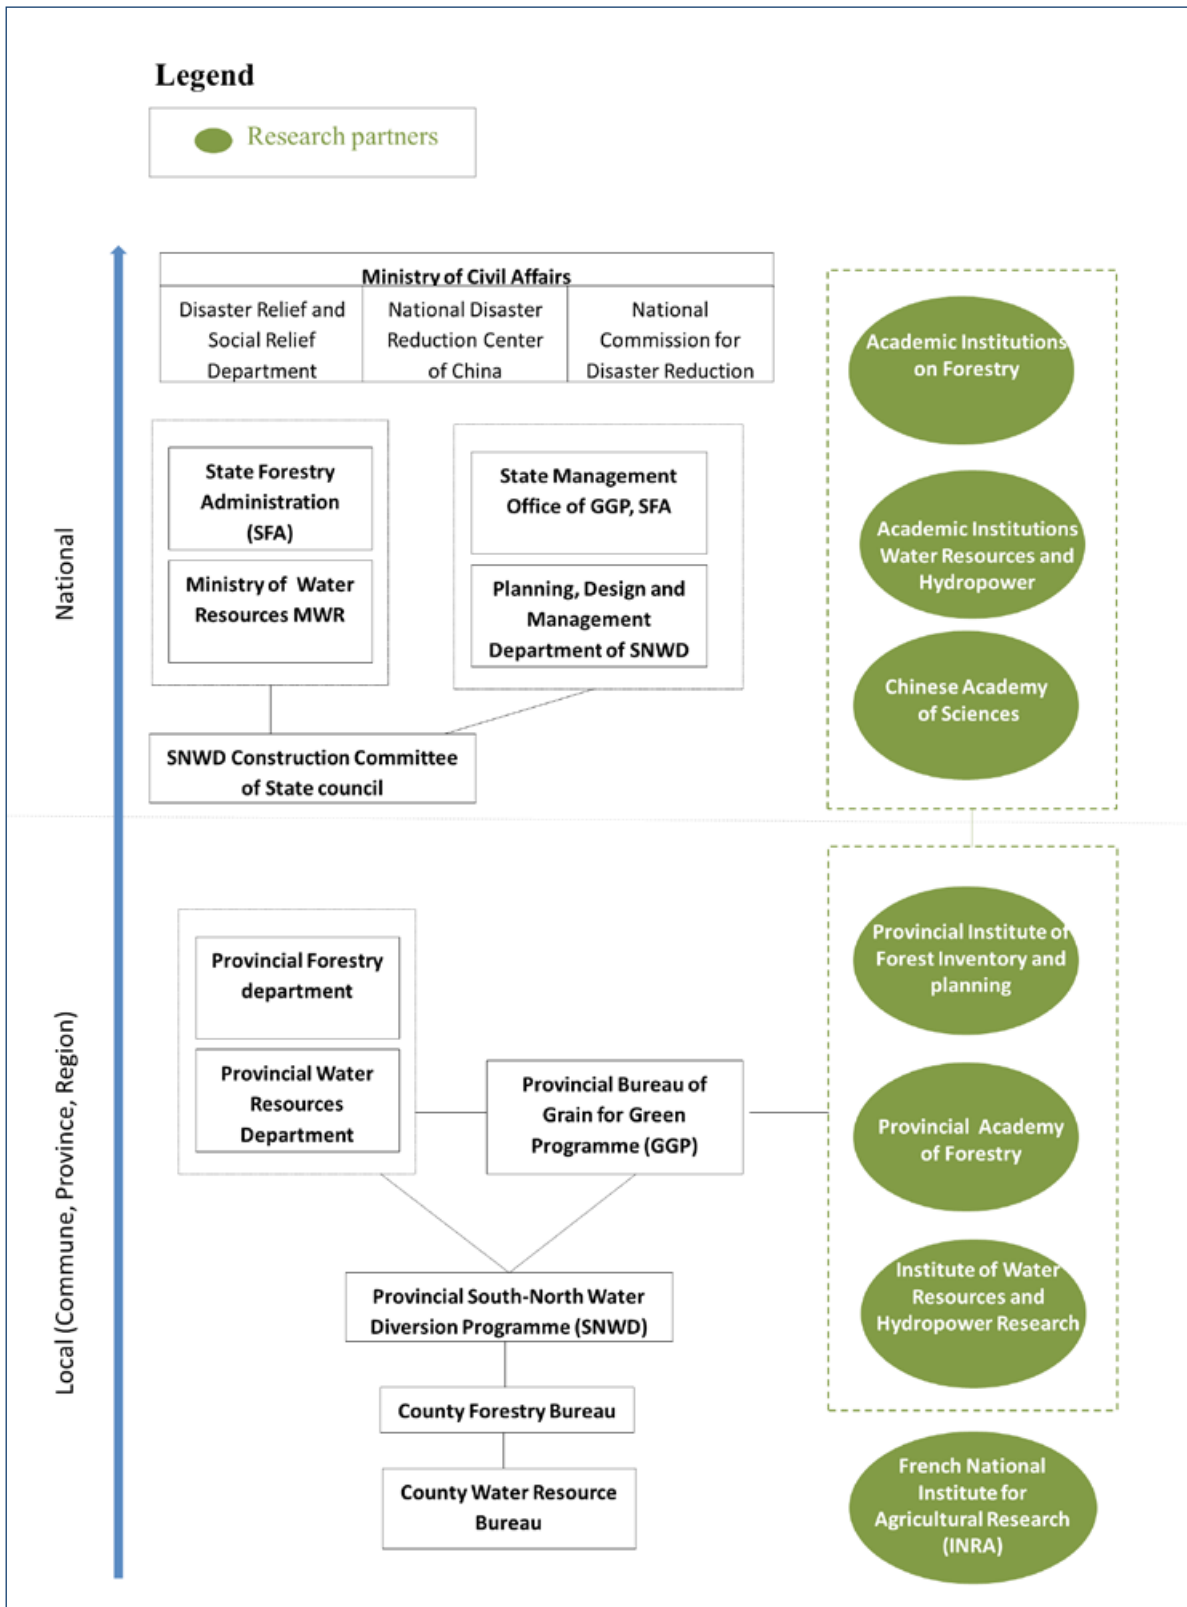 Legend
Research partners
National
Ministry of Civil Affairs
Disaster Relief and
Social Relief
Department
National Disaster
Reduction Center
of China
National
Commission for
Disaster Reduction
State Forestry
Administration
(SFA)
Ministry of Water
Resources MWR
State Management
Office of GGP, SFA
Planning, Design and
Management
Department of SNWD
SNWD Construction Committee
of State council
Academic Institutions
on Forestry
Academic Institutions
Water Resources and
Hydropower
Chinese Academy
of Sciences
Local (Commune, Province, Region)
Provincial Forestry
department
Provincial Water
Resources
Department
Provincial Bureau of
Grain for Green
Programme (GGP)
Provincial South-North Water
Diversion Programme (SNWD)
County Forestry Bureau
County Water Resource
Bureau
Provincial Institute of
Forest Inventory and
planning
Provincial Academy
of Forestry
Institute of Water
Resources and
Hydropower Research
French National
Institute for
Agricultural Research
(INRA)